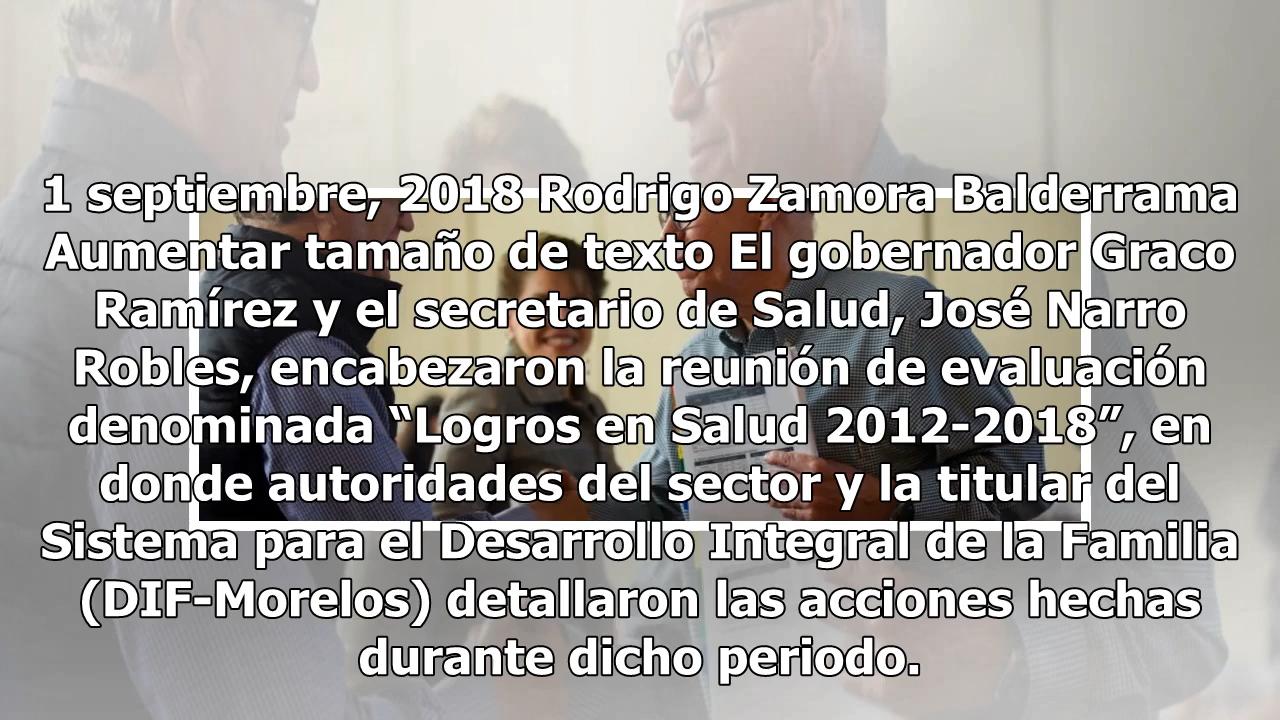 1 septiembre, 2018 Rodrigo Zamora Balderrama
Aumentar tamaño de texto El gobernador Graco
Ramírez y el secretario de Salud, José Narro
Robles, encabezaron la reunión de evaluación
denominada “Logros en Salud 2012-2018”, en
donde autoridades del sector y la titular del
Sistema para el Desarrollo Integral de la Familia
(DIF-Morelos) detallaron las acciones hechas
durante dicho periodo.